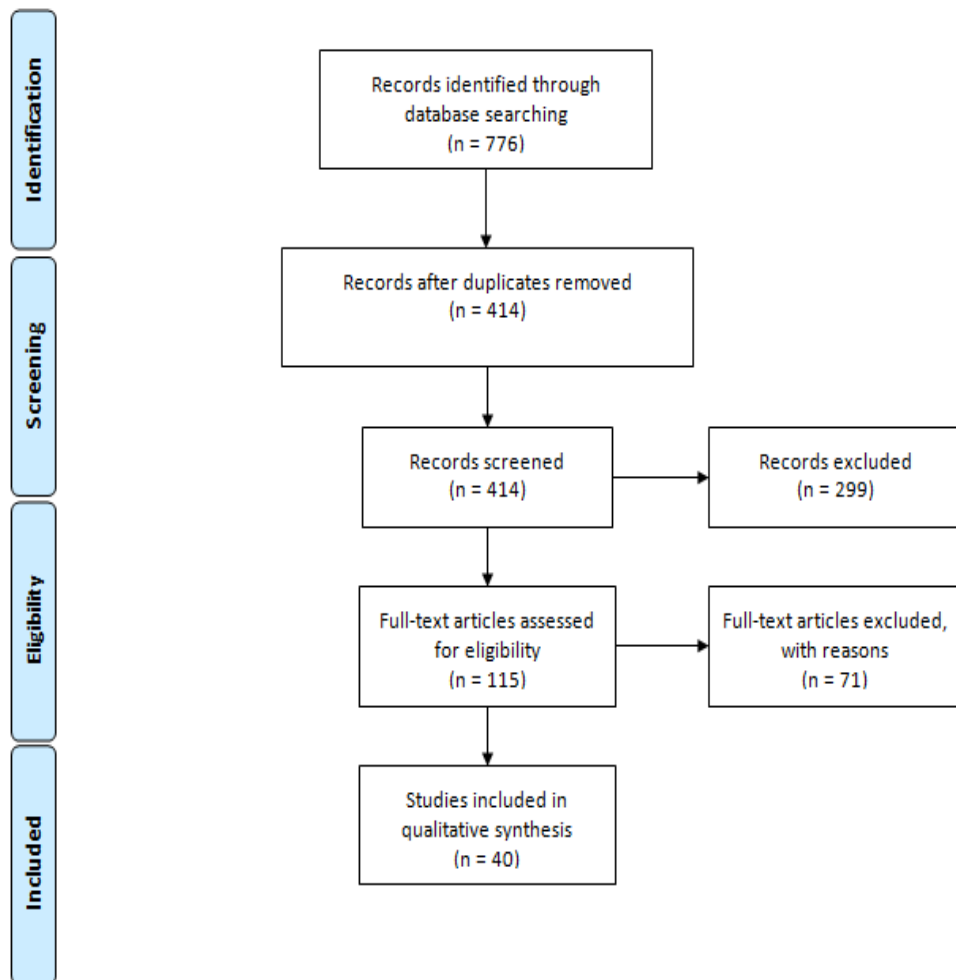 Identification
Records identified through
database searching
(n = 776)
Records after duplicates removed
(n = 414)
Screening
Records screened
(n = 414)
Records excluded
(n = 299)
Eligibility
Full-text articles assessed
for eligibility
(n = 115)
Full-text articles excluded,
with reasons
(n = 71)
Included
Studies included in
qualitative synthesis
(n = 40)